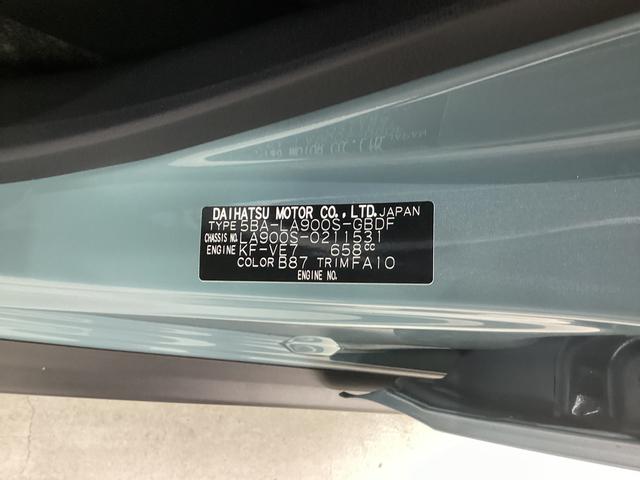 DAIHATSU MOTOR CO.,LTD.JAPAN
TYPE 5BA-LA900S-GBDF
CHASSIS NO. LA900S-0211531
ENGINE KF-VE7 658cc
COLOR B87 TRIM FA10
ENGINE NO.